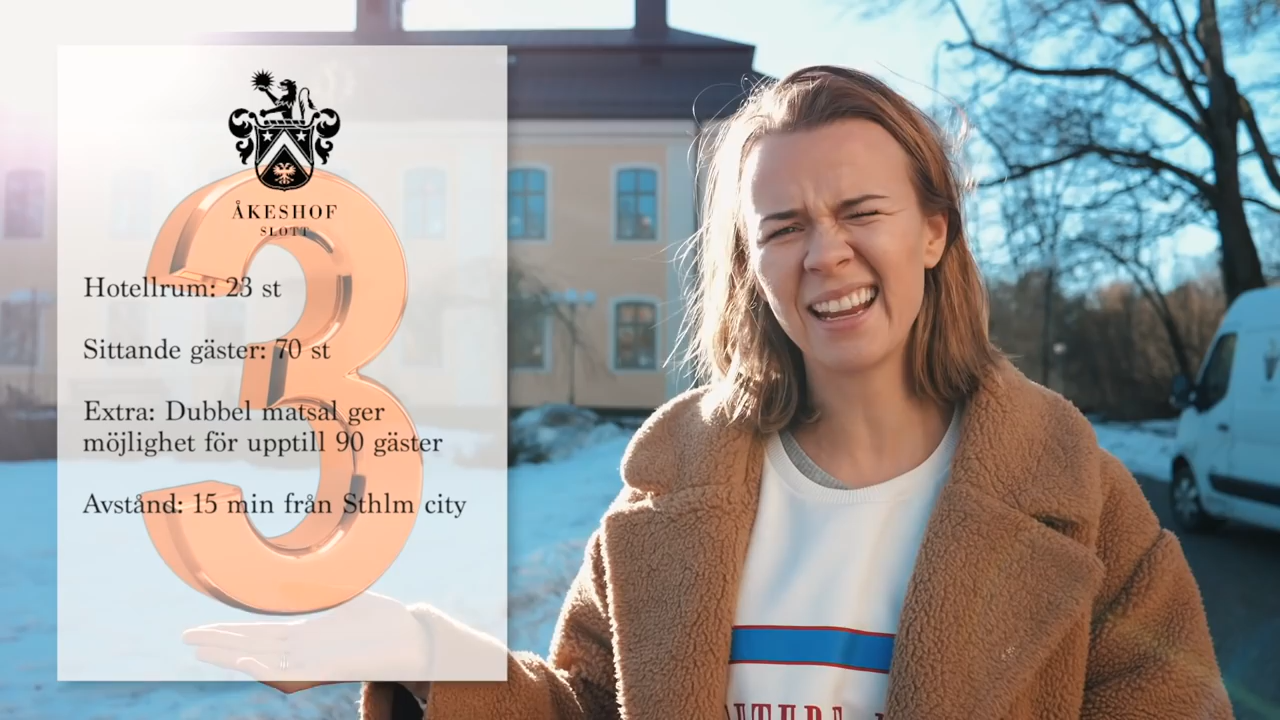 ÅKESHOF
SLOTT
Hotellrum: 23 st
Sittande gäster: 70 st
Extra: Dubbel matsal ger
möjlighet för upptill 90 gäster
Avstånd: 15 min från Sthlm city
3